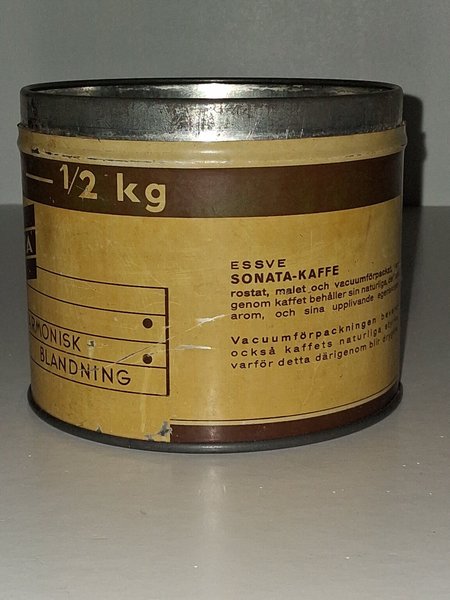 1/2 kg
A
RMONISK
BLANDNING
ESSVE
SONATA-KAFFE
rostat, malet och vacuumförpackat,
genom kaffet behåller sin naturliga,
arom, och sina upplivande
Vacuumförpackningen
också kaffets naturliga
varför detta därigenom blir